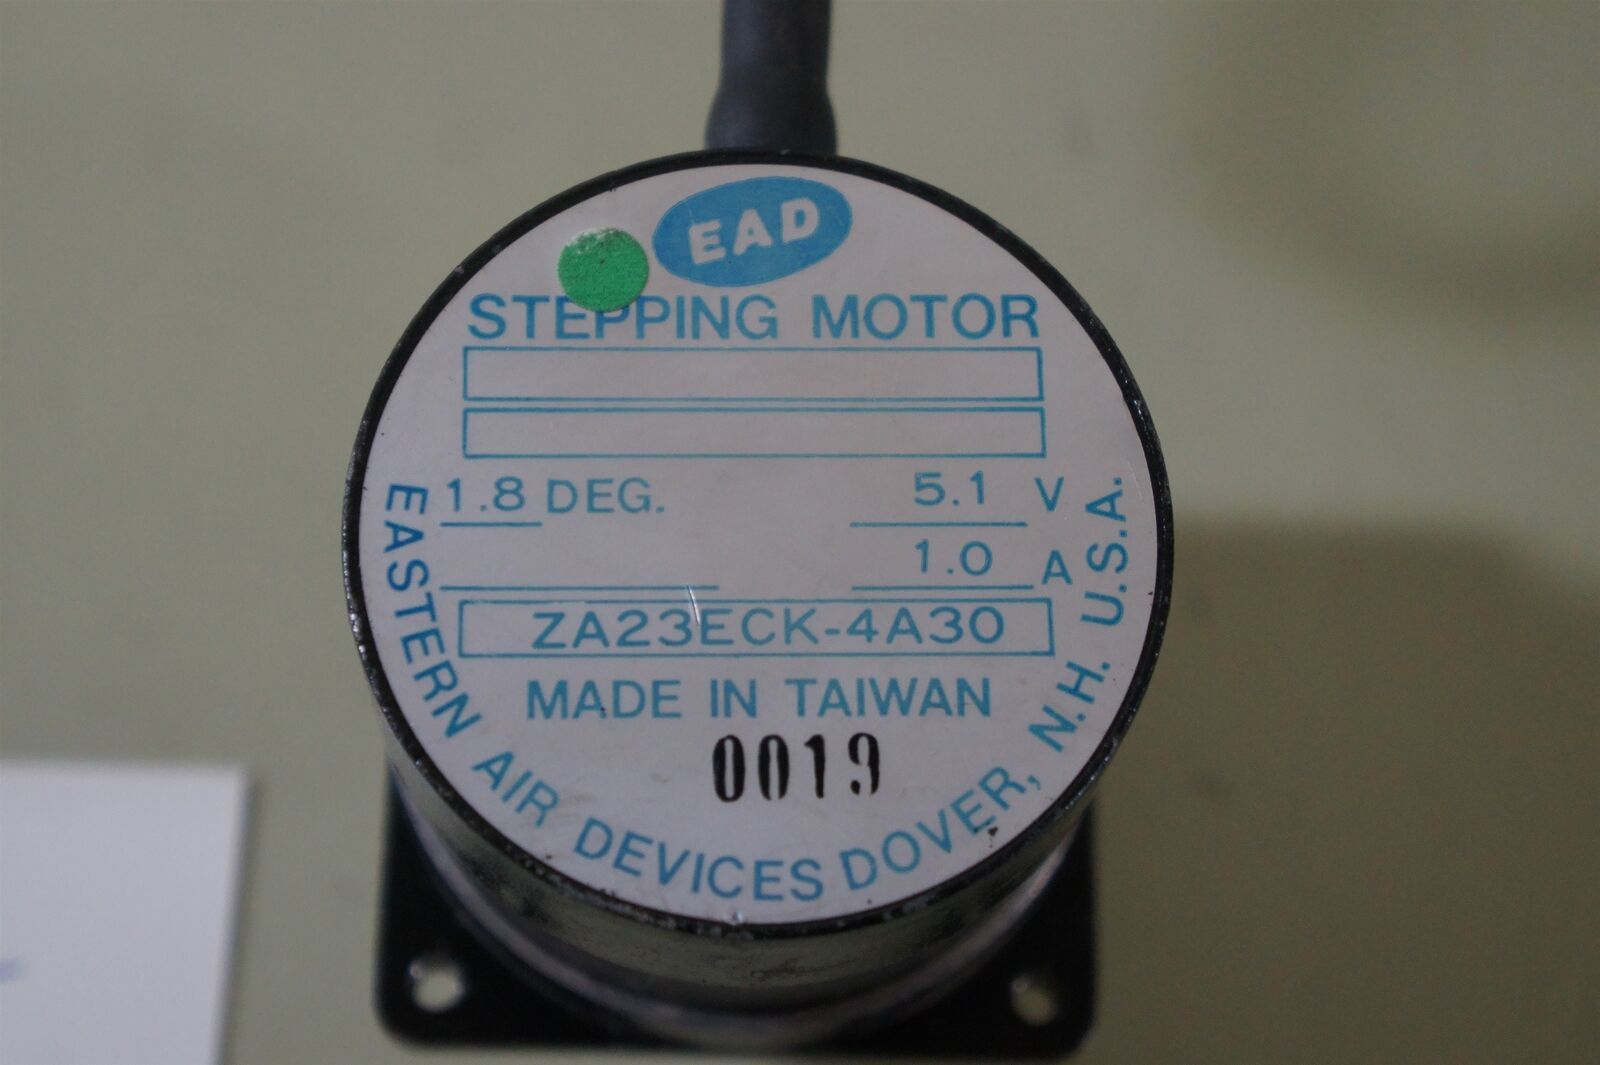 EAD
STEPPING MOTOR
1.8 DEG. 5.1 V
1.0 A
ZA23ECK-4A30
MADE IN TAIWAN
0019
EASTERN AIR DEVICES DOVER, N.H. U.S.A.